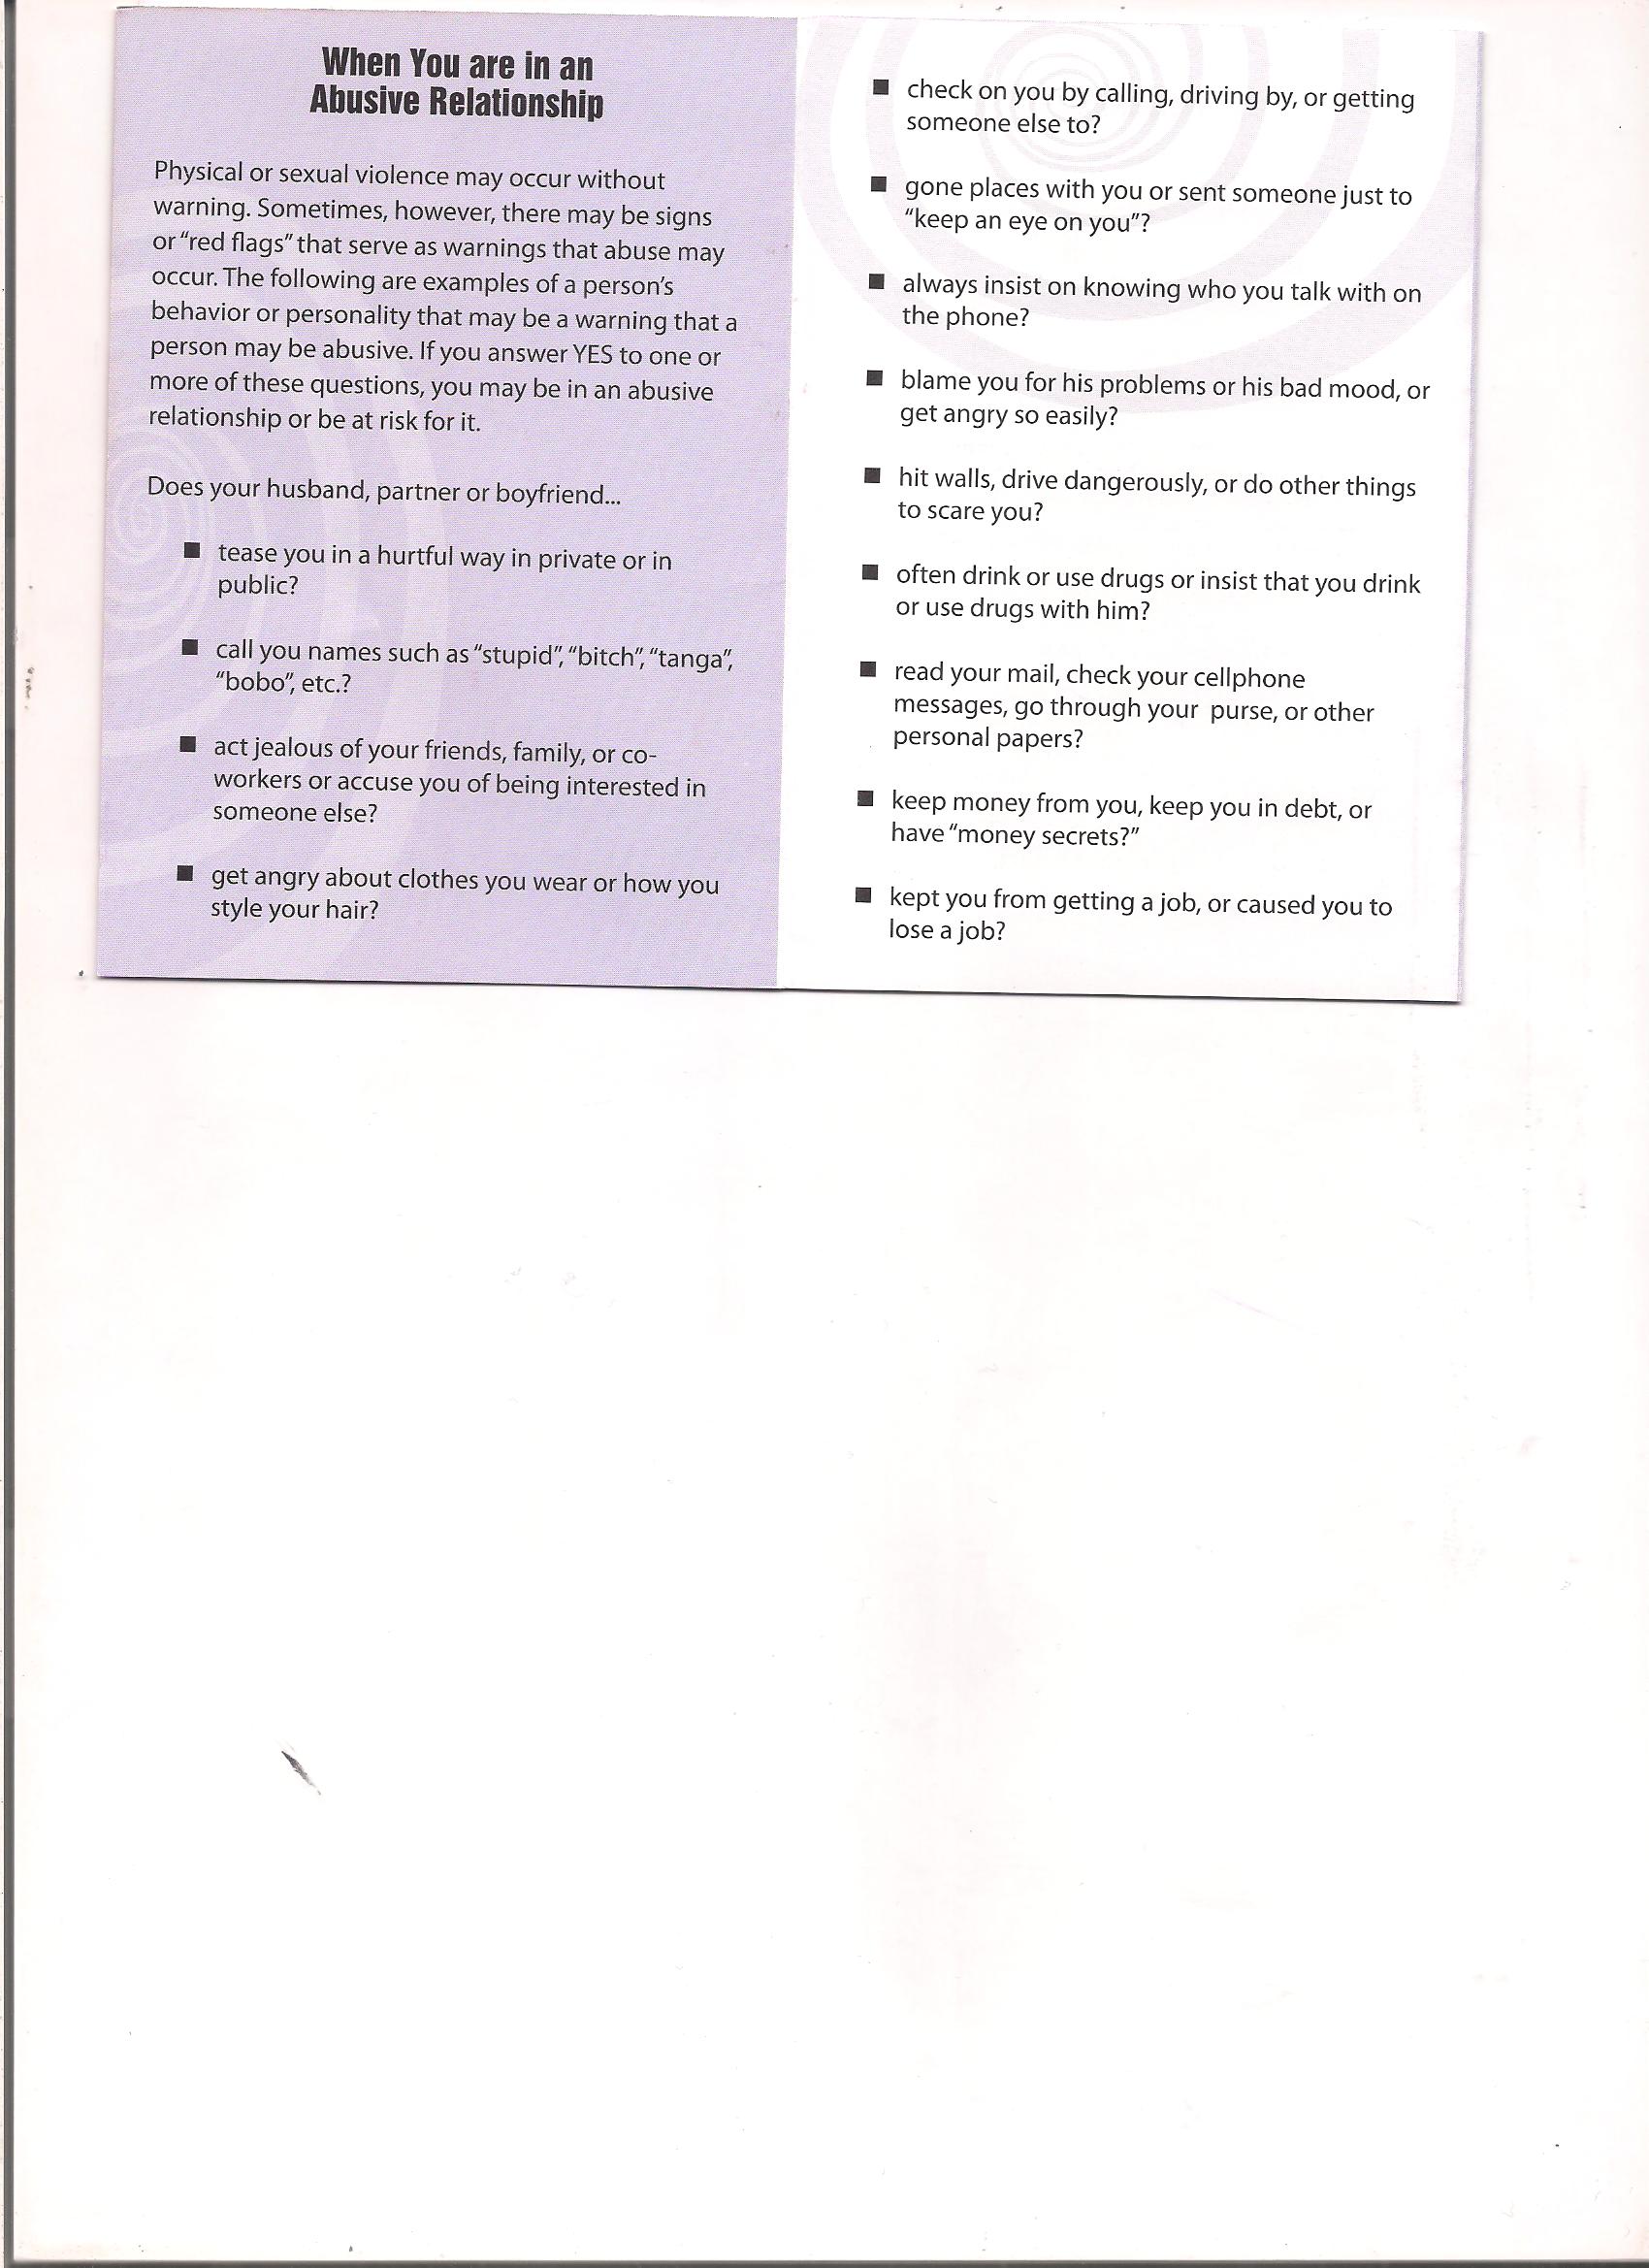 When You are in an
Abusive Relationship
Physical or sexual violence may occur without
warning. Sometimes, however, there may be signs
or “red flags” that serve as warnings that abuse may
occur. The following are examples of a person’s
behavior or personality that may be a warning that a
person may be abusive. If you answer YES to one or
more of these questions, you may be in an abusive
relationship or be at risk for it.
Does your husband, partner or boyfriend...
■ tease you in a hurtful way in private or in
public?
■ call you names such as “stupid”, “bitch”, “tanga”,
“bobo”, etc.?
■ act jealous of your friends, family, or co-
workers or accuse you of being interested in
someone else?
■ get angry about clothes you wear or how you
style your hair?
■ check on you by calling, driving by, or getting
someone else to?
■ gone places with you or sent someone just to
“keep an eye on you”?
■ always insist on knowing who you talk with on
the phone?
■ blame you for his problems or his bad mood, or
get angry so easily?
■ hit walls, drive dangerously, or do other things
to scare you?
■ often drink or use drugs or insist that you drink
or use drugs with him?
■ read your mail, check your cellphone
messages, go through your purse, or other
personal papers?
■ keep money from you, keep you in debt, or
have “money secrets?”
■ kept you from getting a job, or caused you to
lose a job?